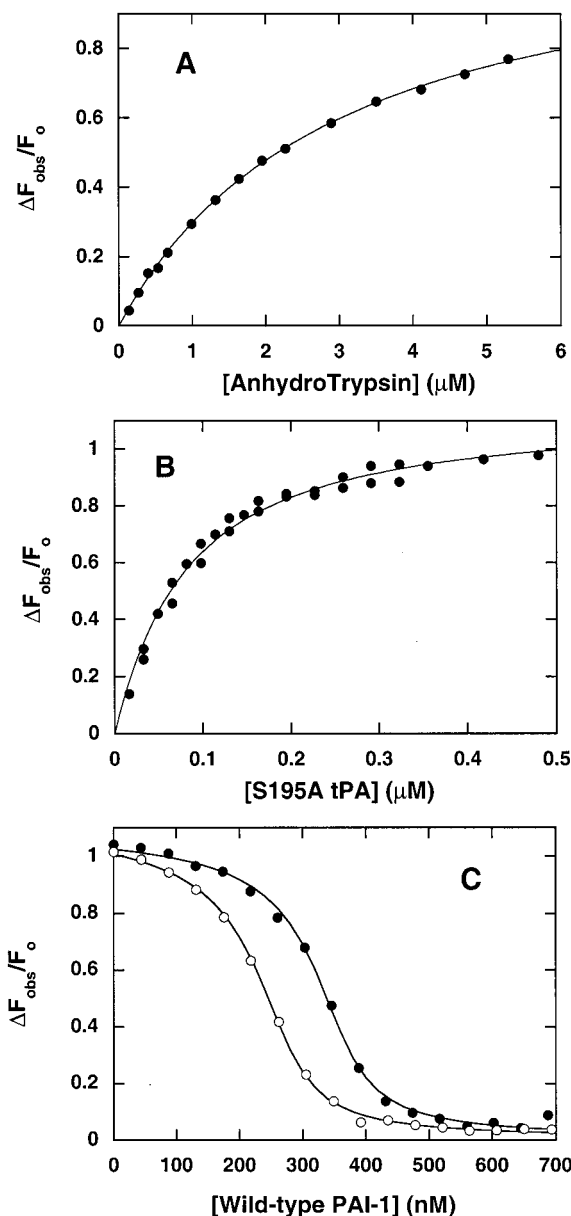 A
0.8
0.6
0.4
0.2
0
ΔFobs/Fo
0 1 2 3 4 5 6
[AnhydroTrypsin] (μM)
B
1
0.8
0.6
0.4
0.2
0
ΔFobs/Fo
0 0.1 0.2 0.3 0.4 0.5
[S195A tPA] (μM)
C
1
0.8
0.6
0.4
0.2
0
ΔFobs/Fo
0 100 200 300 400 500 600 700
[Wild-type PAI-1] (nM)